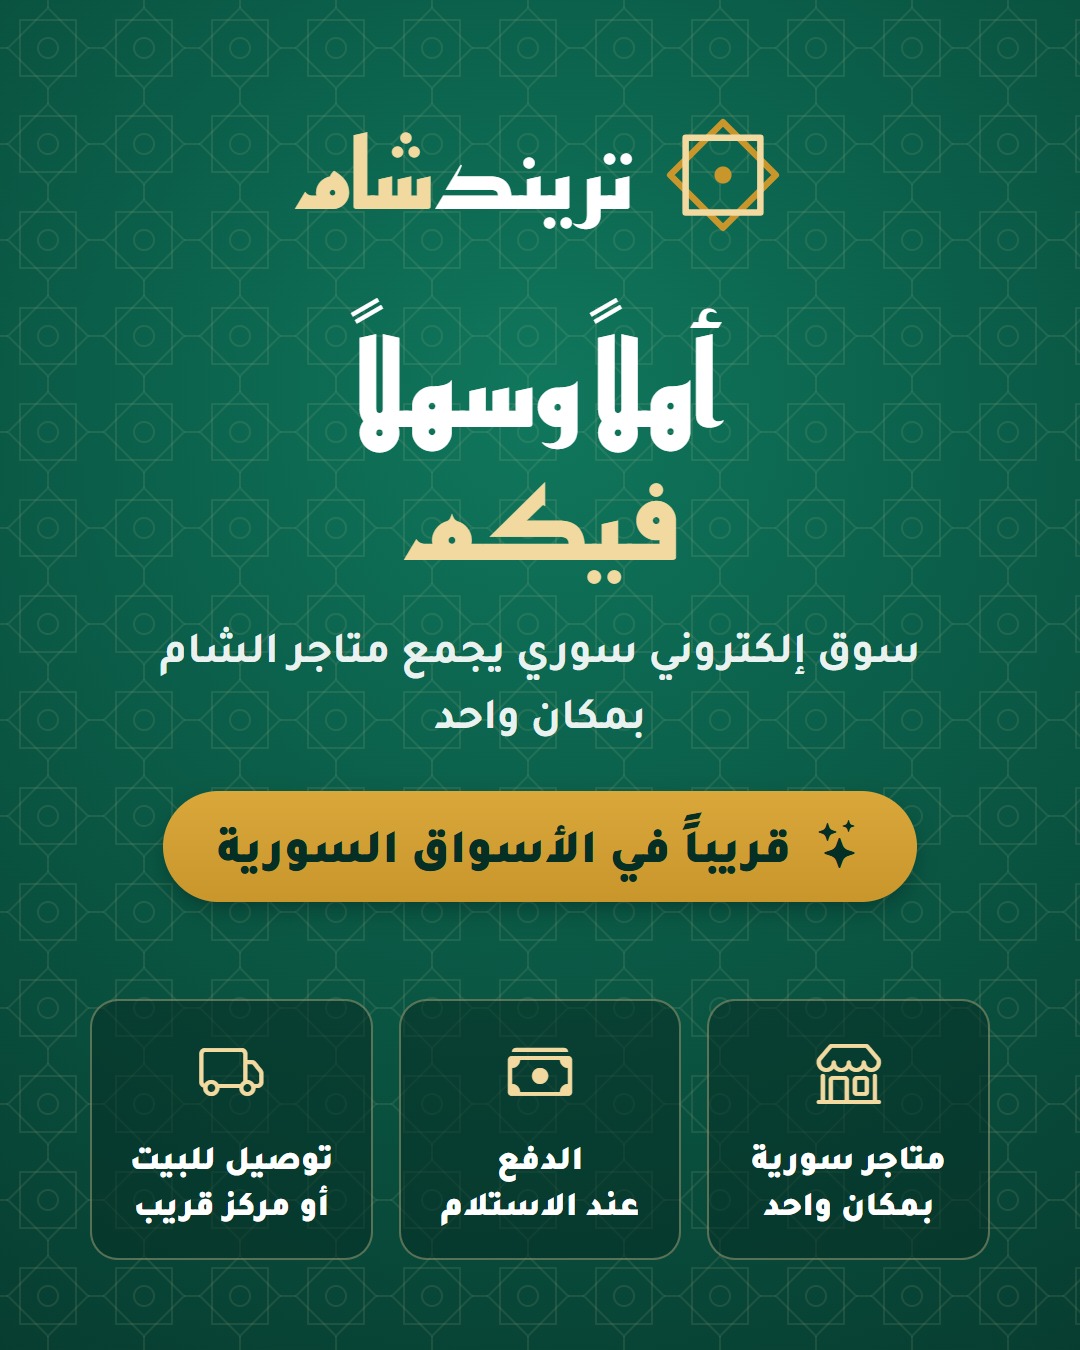 تريندشام
أهلاً وسهلاً
فيكم
سوق إلكتروني سوري يجمع متاجر الشام
بمكان واحد
قريباً في الأسواق السورية
متاجر سورية
بمكان واحد
الدفع
عند الاستلام
توصيل للبيت
أو مركز قريب